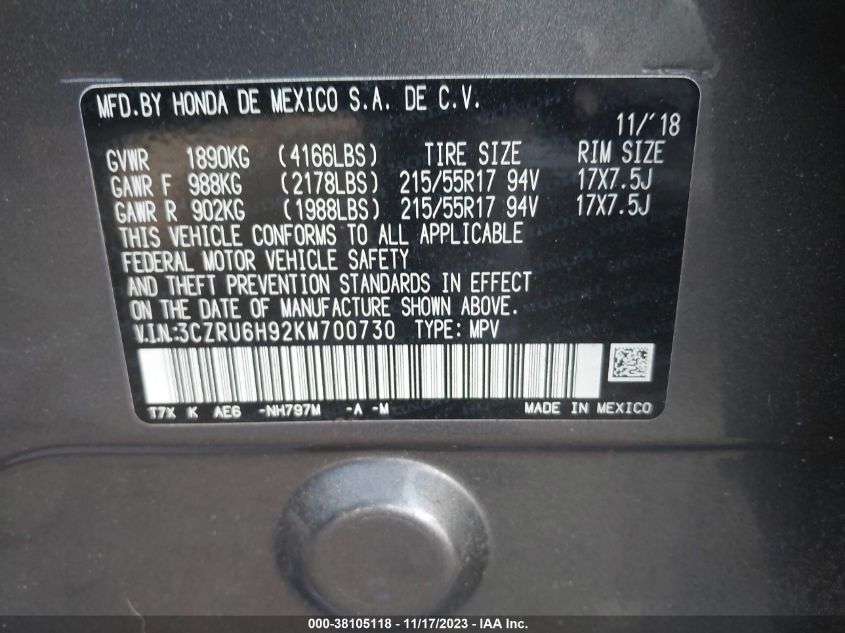 MFD.BY HONDA DE MEXICO S.A. DE C.V.
11/'18
GVWR 1890KG (4166LBS) TIRE SIZE RIM SIZE
GAWR F 988KG (2178LBS) 215/55R17 94V 17X7.5J
GAWR R 902KG (1988LBS) 215/55R17 94V 17X7.5J
THIS VEHICLE CONFORMS TO ALL APPLICABLE
FEDERAL MOTOR VEHICLE SAFETY
AND THEFT PREVENTION STANDARDS IN EFFECT
ON THE DATE OF MANUFACTURE SHOWN ABOVE.
V.I.N.:3CZRU6H92KM700730 TYPE: MPV
T7X K AE6 -NH797M -A -M MADE IN MEXICO
000-38105118 - 11/17/2023 - IAA Inc.